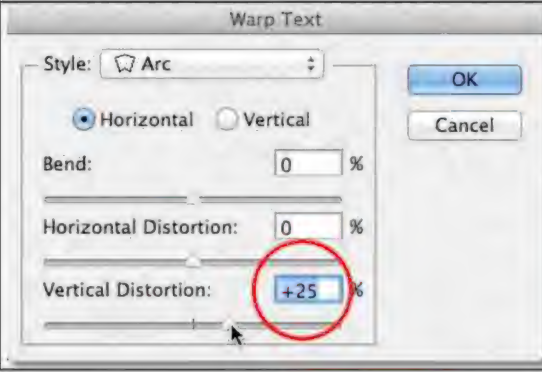 Warp Text
Style: Arc
OK
Horizontal Vertical
Cancel
Bend: 0 %
Horizontal Distortion: 0 %
Vertical Distortion: +25 %